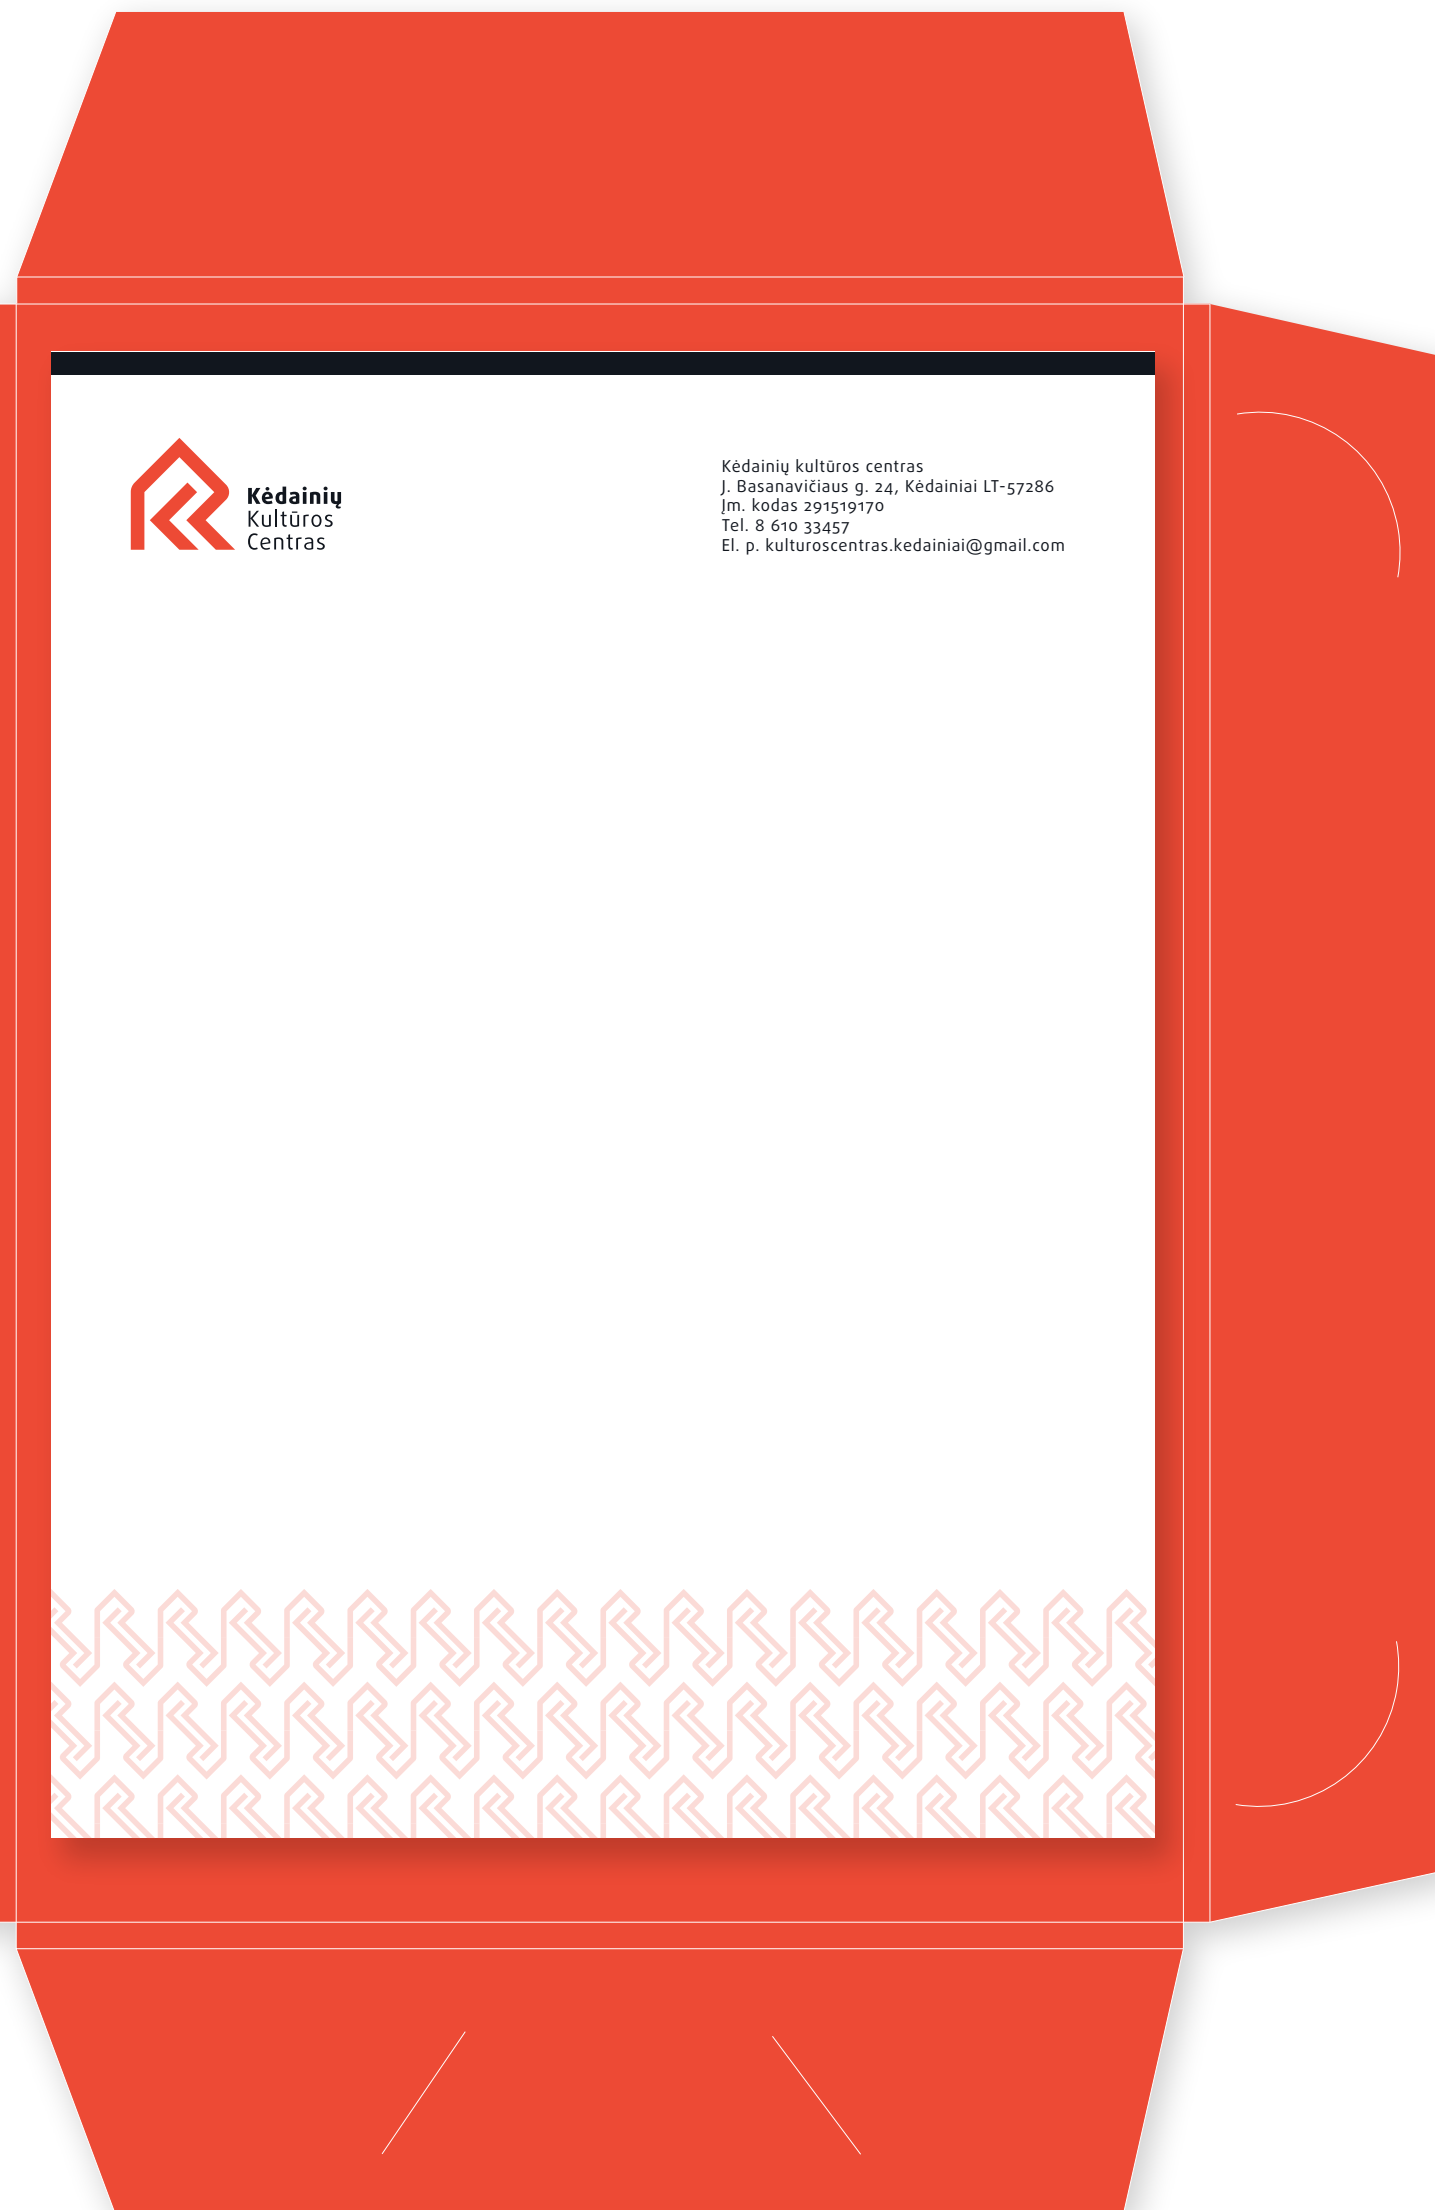 Kėdainių
Kultūros
Centras
Kėdainių kultūros centras
J. Basanavičiaus g. 24, Kėdainiai LT-57286
Įm. kodas 291519170
Tel. 8 610 33457
El. p. kulturoscentras.kedainiai@gmail.com